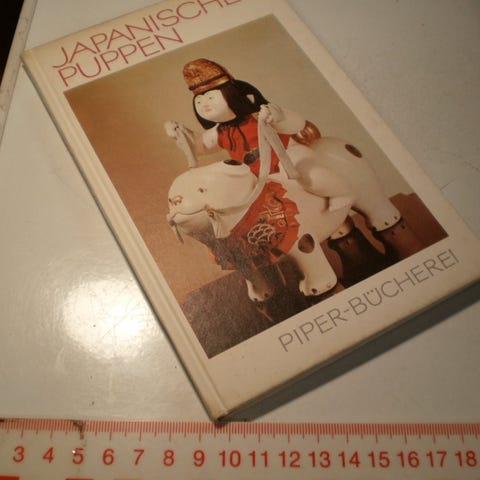 JAPANISCHE
PUPPEN
PIPER-BÜCHEREI
3 4 5 6 7 8 9 10 11 12 13 14 15 16 17 18